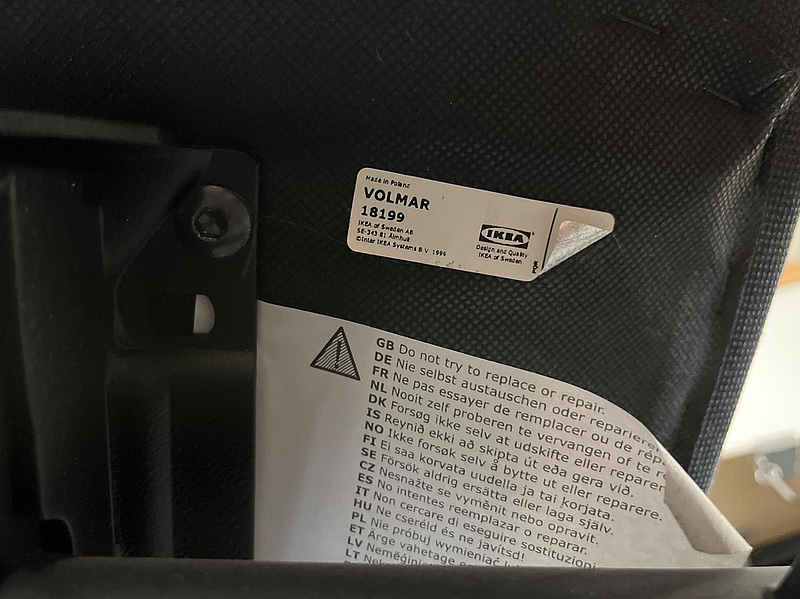 Made in Poland
VOLMAR
18199
IKEA of Sweden AB
SE-343 81 Älmhult
©Inter IKEA Systems B.V. 1999
IKEA
Design and Quality
IKEA of Sweden
GB Do not try to replace or repair.
DE Nie selbst austauschen oder reparieren.
FR Ne pas essayer de remplacer ou de
NL Nooit zelf proberen te vervangen of te
DK Forsøg ikke selv at udskifte eller reparer
IS Reynið ekki að skipta út eða gera við.
NO Ikke forsøk selv å bytte ut eller reparere.
FI Ei saa korvata uudella ja tai korjata.
SE Försök aldrig ersätta eller laga själv.
CZ Nesnažte se vyměnit nebo opravit.
ES No intentes reemplazar o reparar.
IT Non cercare di eseguire sostituzioni
HU Ne cseréld és ne javítsd!
PL Nie próbuj wymieniać
ET Ärge vahetage
LV Neměģiniet
LT